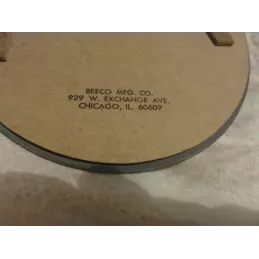 BEECO MFG. CO.
929 W. EXCHANGE AVE.
CHICAGO, IL. 60609